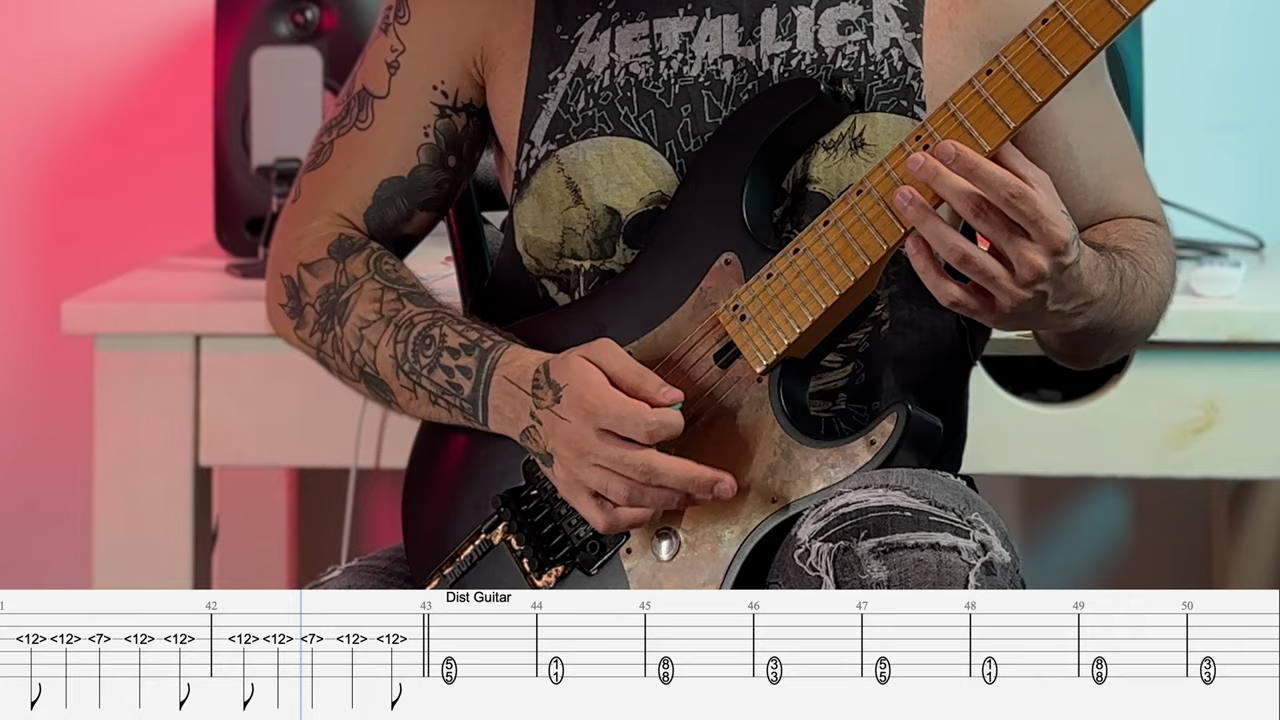 METALLICA
Dist Guitar
1 42 43 44 45 46 47 48 49 50
<12> <12> <7> <12> <12> <12> <12> <7> <12> <12>
5 1 8 3 5 1 8 3
5 1 8 3 5 1 8 3